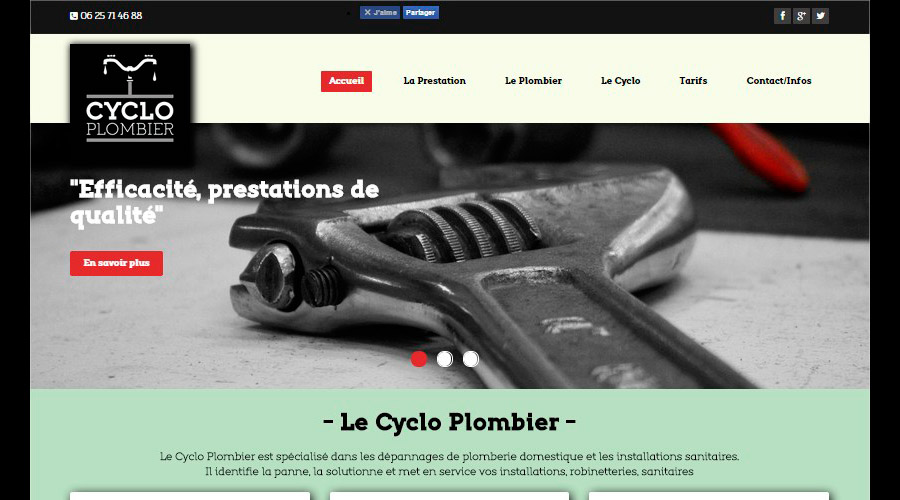 06 25 71 46 88
J'aime
Partager
CYCLO
PLOMBIER
Accueil
La Prestation
Le Plombier
Le Cyclo
Tarifs
Contact/Infos
"Efficacité, prestations de
qualité"
En savoir plus
- Le Cyclo Plombier -
Le Cyclo Plombier est spécialisé dans les dépannages de plomberie domestique et les installations sanitaires.
Il identifie la panne, la solutionne et met en service vos installations, robinetteries, sanitaires